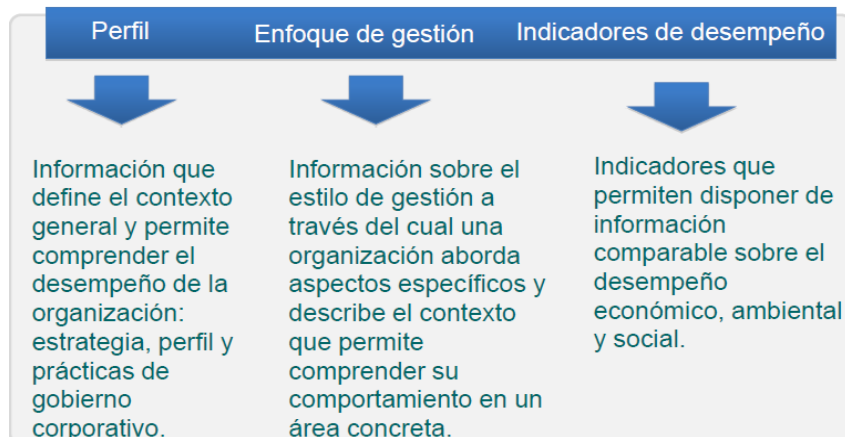 Perfil
Enfoque de gestión
Indicadores de desempeño
Información que
define el contexto
general y permite
comprender el
desempeño de la
organización:
estrategia, perfil y
prácticas de
gobierno
corporativo.
Información sobre el
estilo de gestión a
través del cual una
organización aborda
aspectos específicos y
describe el contexto
que permite
comprender su
comportamiento en un
área concreta.
Indicadores que
permiten disponer de
información
comparable sobre el
desempeño
económico, ambiental
y social.